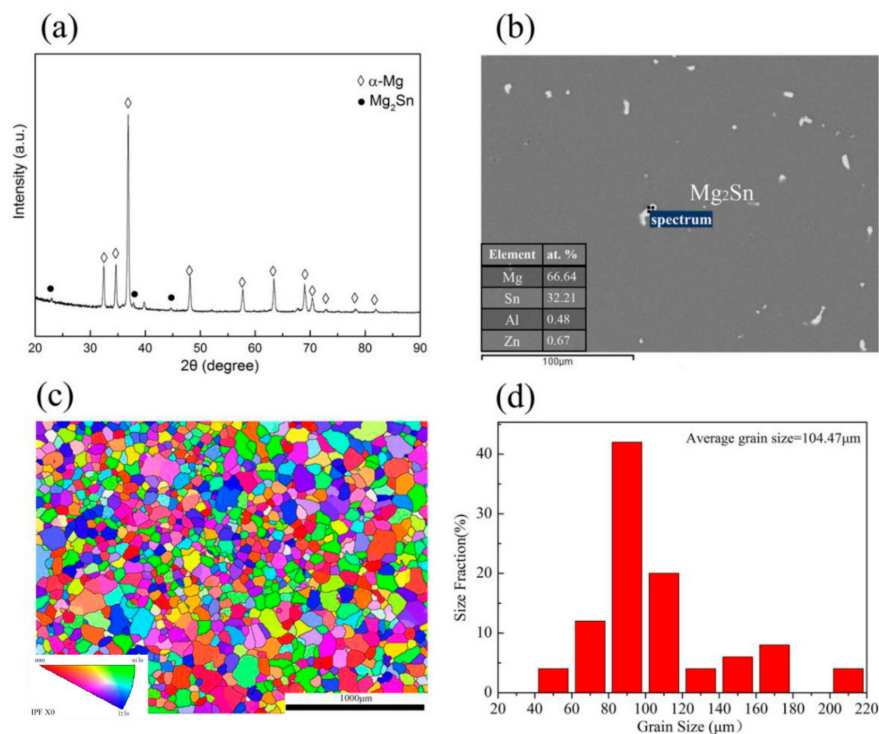 (a)
Intensity (a.u.)
◇ α-Mg
● Mg₂Sn
20 30 40 50 60 70 80 90
2θ (degree)
(b)
Mg₂Sn
spectrum
Element at. %
Mg 66.64
Sn 32.21
Al 0.48
Zn 0.67
100μm
(c)
IPF X0
1000μm
(d)
Average grain size=104.47μm
Size Fraction(%)
40
30
20
10
0
20 40 60 80 100 120 140 160 180 200 220
Grain Size (μm)